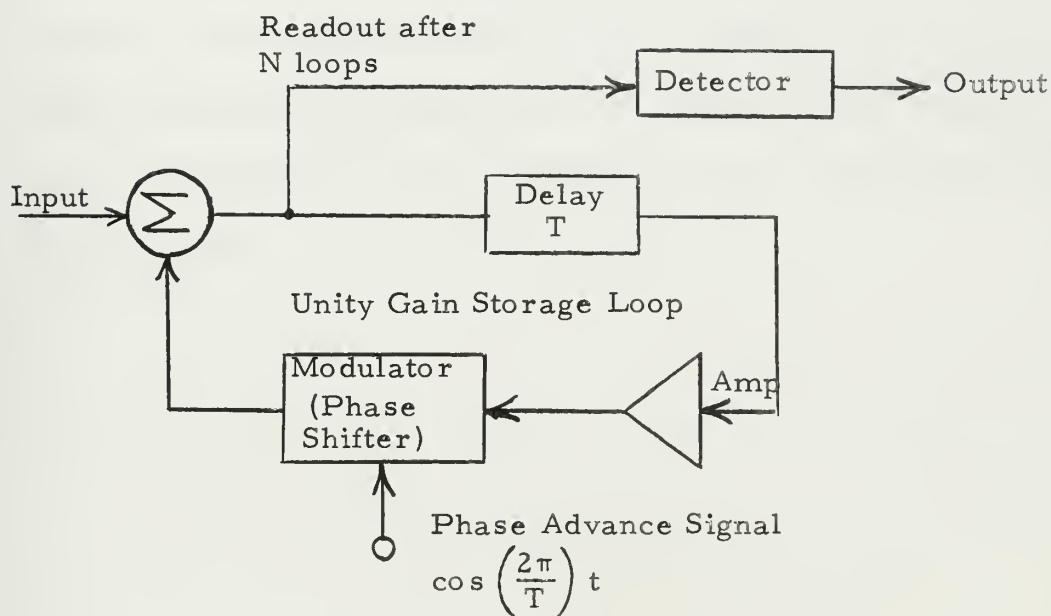 Readout after
N loops
Detector
Output
Input
Σ
Delay
T
Unity Gain Storage Loop
Modulator
(Phase
Shifter)
Amp
Phase Advance Signal
cos (2π/T) t